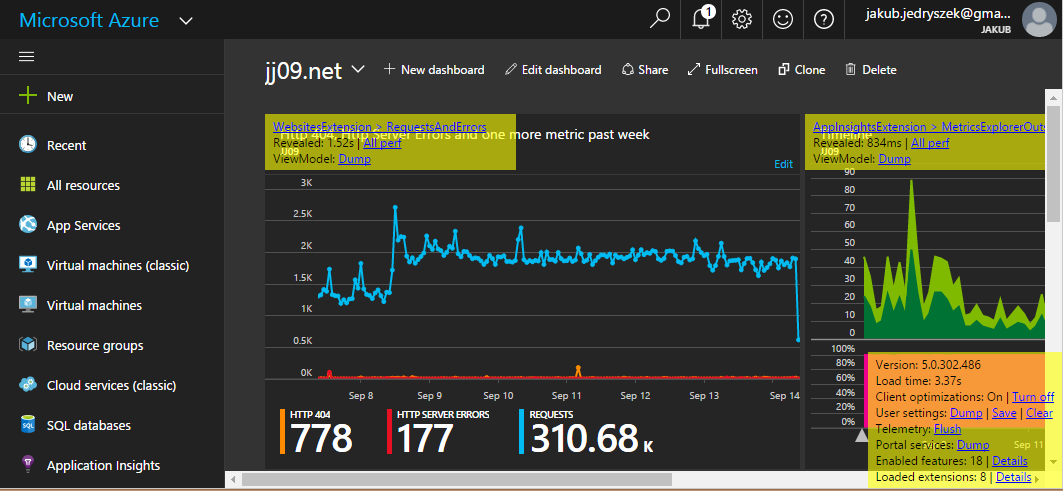 Microsoft Azure
1
jakub.jedryszek@gma...
JAKUB
jj09.net
New dashboard
Edit dashboard
Share
Fullscreen
Clone
Delete
New
Recent
All resources
App Services
Virtual machines (classic)
Virtual machines
Resource groups
Cloud services (classic)
SQL databases
Application Insights
WebsitesExtension > RequestsAndErrors
Http 404, Http Server Errors and one more metric past week
Revealed: 1.52s | All perf
JJ09
ViewModel: Dump
Edit
3K
2.5K
2K
1.5K
1K
0.5K
0K
Sep 8
Sep 9
Sep 10
Sep 11
Sep 12
Sep 13
Sep 14
HTTP 404
778
HTTP SERVER ERRORS
177
REQUESTS
310.68 K
AppInsightsExtension > MetricsExplorerOuts
Timeline
Revealed: 834ms | All perf
JJ09
ViewModel: Dump
90
80
70
60
50
40
30
20
10
0
100%
80%
60%
40%
20%
0%
Version: 5.0.302.486
Load time: 3.37s
Client optimizations: On | Turn off
User settings: Dump | Save | Clear
Telemetry: Flush
Portal services: Dump
Sep 11
Enabled features: 18 | Details
Loaded extensions: 8 | Details